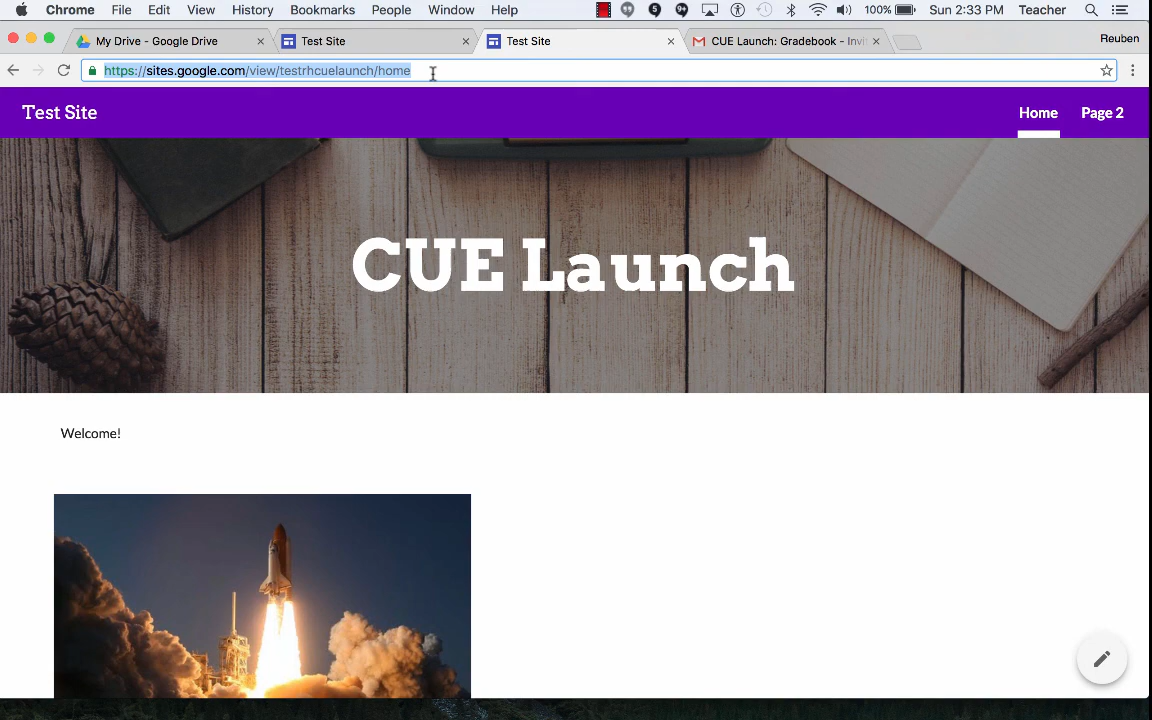 Chrome File Edit View History Bookmarks People Window Help 5 9+ 100% Sun 2:33 PM Teacher
My Drive - Google Drive Test Site Test Site CUE Launch: Gradebook - Invi Reuben
https://sites.google.com/view/testrhcuelaunch/home
Test Site Home Page 2
CUE Launch
Welcome!